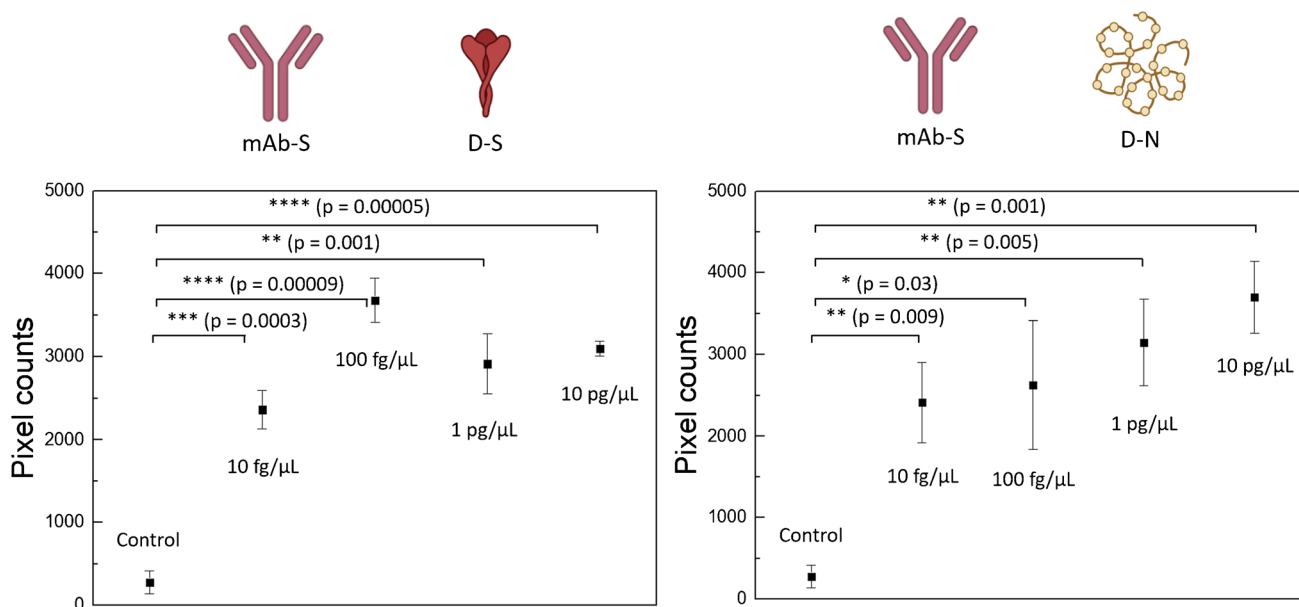 mAb-S
D-S
5000
4000
3000
2000
1000
0
Pixel counts
**** (p = 0.00005)
** (p = 0.001)
**** (p = 0.00009)
*** (p = 0.0003)
100 fg/µL
10 pg/µL
1 pg/µL
10 fg/µL
Control
mAb-S
D-N
5000
4000
3000
2000
1000
0
Pixel counts
** (p = 0.001)
** (p = 0.005)
* (p = 0.03)
** (p = 0.009)
10 pg/µL
1 pg/µL
10 fg/µL
100 fg/µL
Control